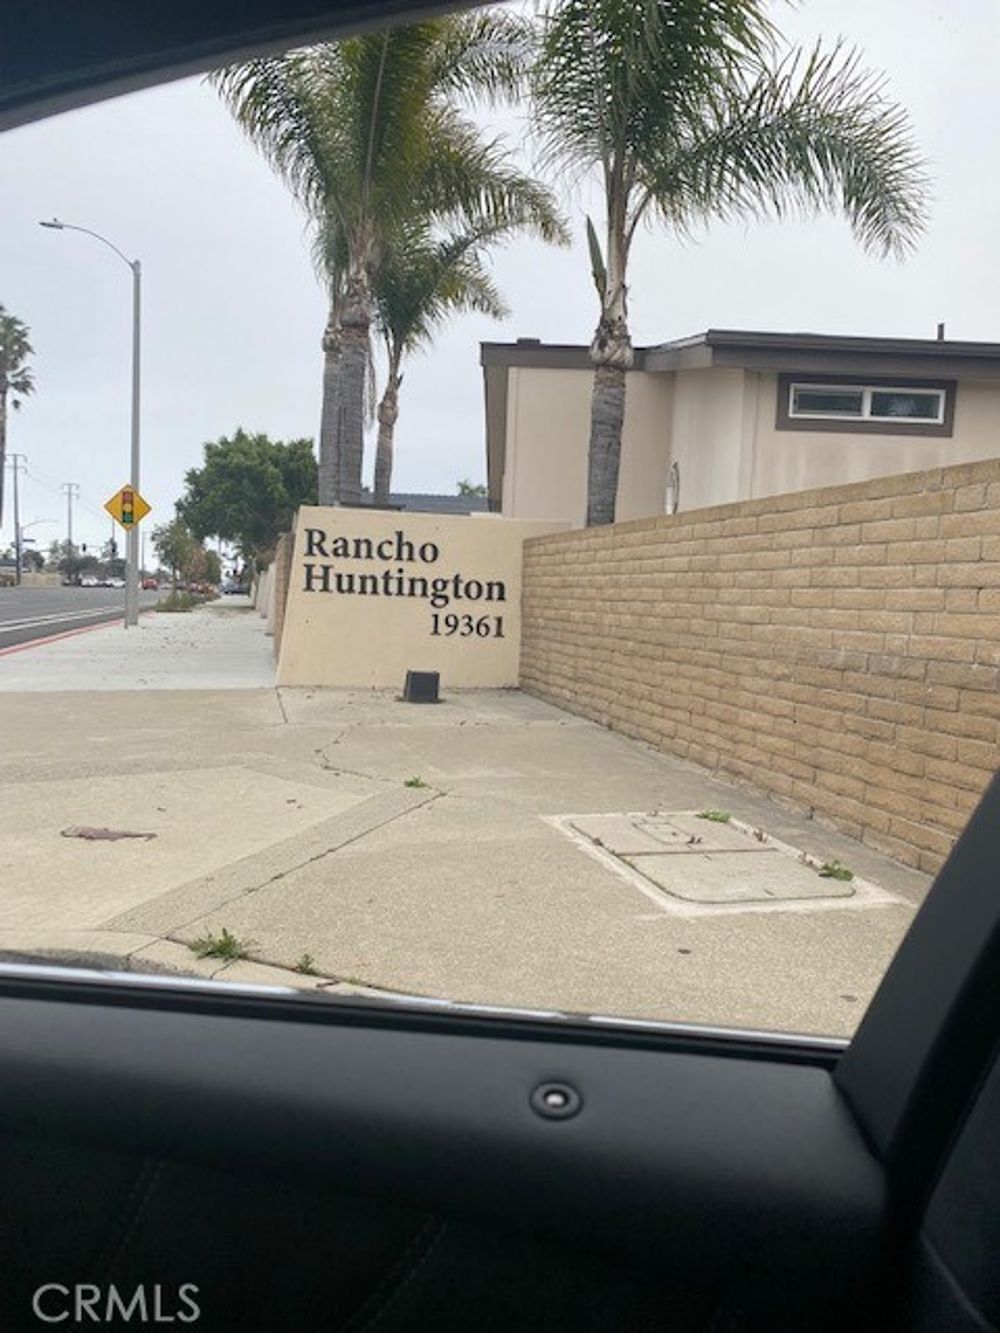 Rancho
Huntington
19361
CRMLS